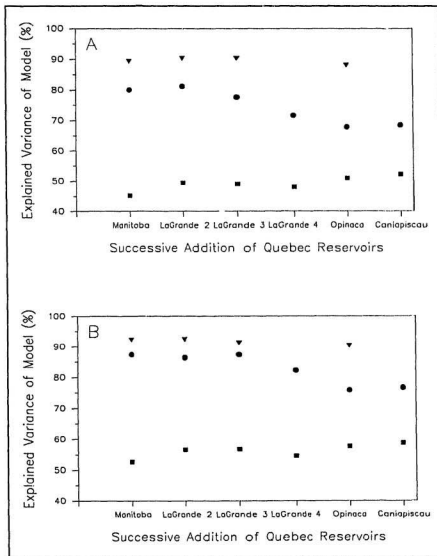 A
Explained Variance of Model (%)
100
90
80
70
60
50
40
Manitoba LaGrande 2 LaGrande 3 LaGrande 4 Opinaca Caniapiscau
Successive Addition of Quebec Reservoirs
B
Explained Variance of Model (%)
100
90
80
70
60
50
40
Manitoba LaGrande 2 LaGrande 3 LaGrande 4 Opinaca Caniapiscau
Successive Addition of Quebec Reservoirs